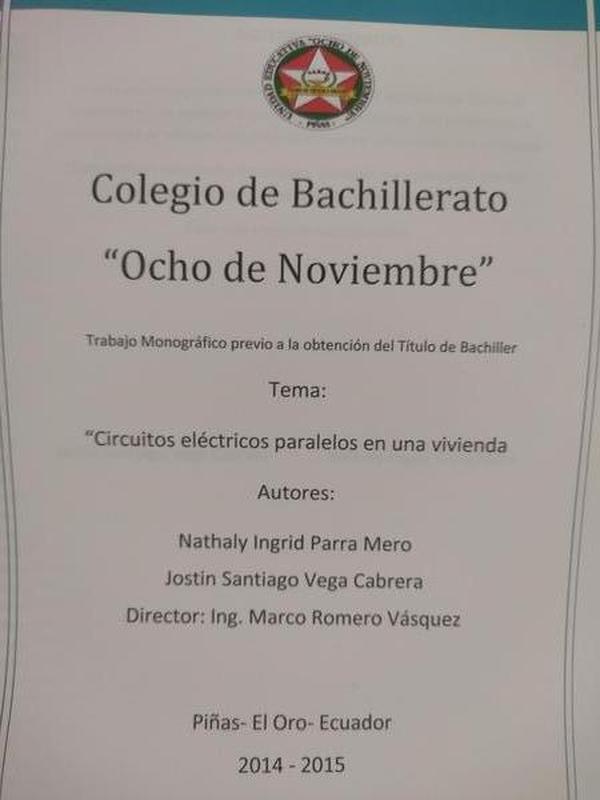 UNIDAD EDUCATIVA "OCHO DE NOVIEMBRE"
- PIÑAS -
Colegio de Bachillerato
“Ocho de Noviembre”
Trabajo Monográfico previo a la obtención del Título de Bachiller
Tema:
“Circuitos eléctricos paralelos en una vivienda
Autores:
Nathaly Ingrid Parra Mero
Jostin Santiago Vega Cabrera
Director: Ing. Marco Romero Vásquez
Piñas- El Oro- Ecuador
2014 - 2015